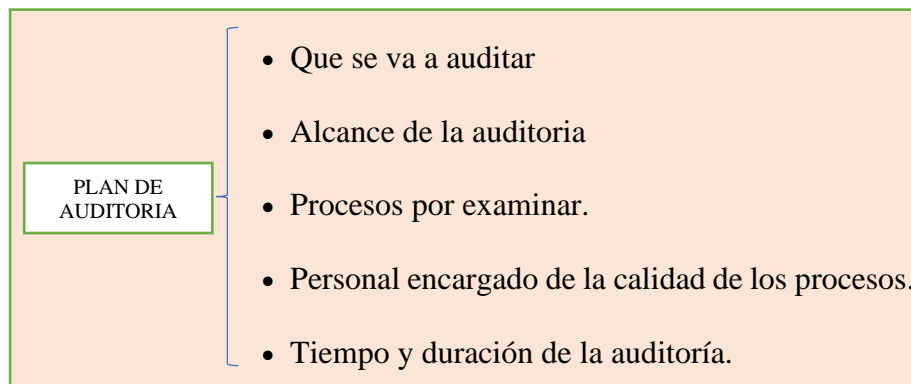 PLAN DE
AUDITORIA
• Que se va a auditar
• Alcance de la auditoria
• Procesos por examinar.
• Personal encargado de la calidad de los procesos.
• Tiempo y duración de la auditoría.